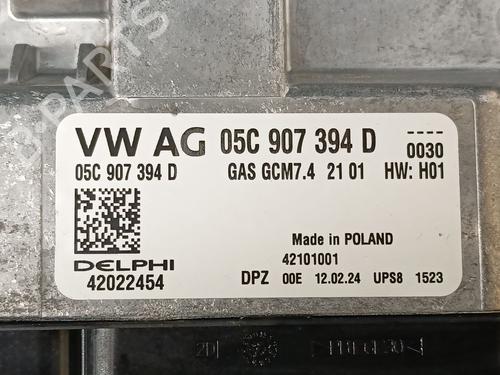 B-PARTS
VW AG 05C 907 394 D
0030
05C 907 394 D GAS GCM7.4 21 01 HW: H01
Made in POLAND
DELPHI 42101001
42022454 DPZ 00E 12.02.24 UPS8 1523